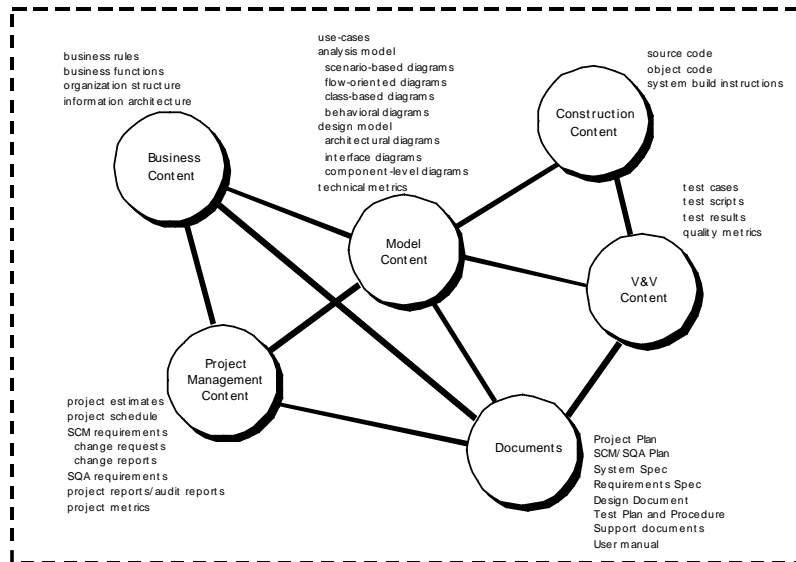 business rules
business functions
organization structure
information architecture
Business
Content
use-cases
analysis model
scenario-based diagrams
flow-oriented diagrams
class-based diagrams
behavioral diagrams
design model
architectural diagrams
interface diagrams
component-level diagrams
technical metrics
Model
Content
source code
object code
system build instructions
Construction
Content
test cases
test scripts
test results
quality metrics
V&V
Content
Project
Management
Content
project estimates
project schedule
SCM requirements
change requests
change reports
SQA requirements
project reports/audit reports
project metrics
Documents
Project Plan
SCM/SQA Plan
System Spec
Requirements Spec
Design Document
Test Plan and Procedure
Support documents
User manual